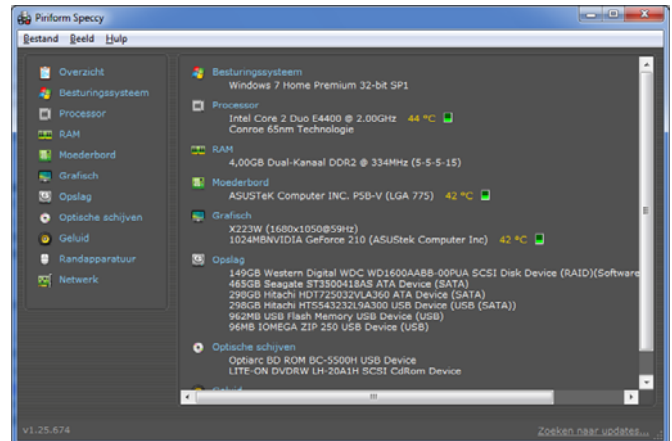 Piriform Speccy
Bestand Beeld Hulp
Overzicht
Besturingssysteem
Processor
RAM
Moederbord
Grafisch
Opslag
Optische schijven
Geluid
Randapparatuur
Netwerk
Besturingssysteem
Windows 7 Home Premium 32-bit SP1
Processor
Intel Core 2 Duo E4400 @ 2.00GHz 44 °C
Conroe 65nm Technologie
RAM
4,00GB Dual-Kanaal DDR2 @ 334MHz (5-5-5-15)
Moederbord
ASUSTeK Computer INC. P5B-V (LGA 775) 42 °C
Grafisch
X223W (1680x1050@59Hz)
1024MBNVIDIA GeForce 210 (ASUStek Computer Inc) 42 °C
Opslag
149GB Western Digital WDC WD1600AABB-00PUA SCSI Disk Device (RAID)(Software
465GB Seagate ST3500418AS ATA Device (SATA)
298GB Hitachi HDT725032VLA360 ATA Device (SATA)
298GB Hitachi HTS543232L9A300 USB Device (USB (SATA))
962MB USB Flash Memory USB Device (USB)
96MB IOMEGA ZIP 250 USB Device (USB)
Optische schijven
Optiarc BD ROM BC-5500H USB Device
LITE-ON DVDRW LH-20A1H SCSI CdRom Device
Geluid
v1.25.674
Zoeken naar updates...